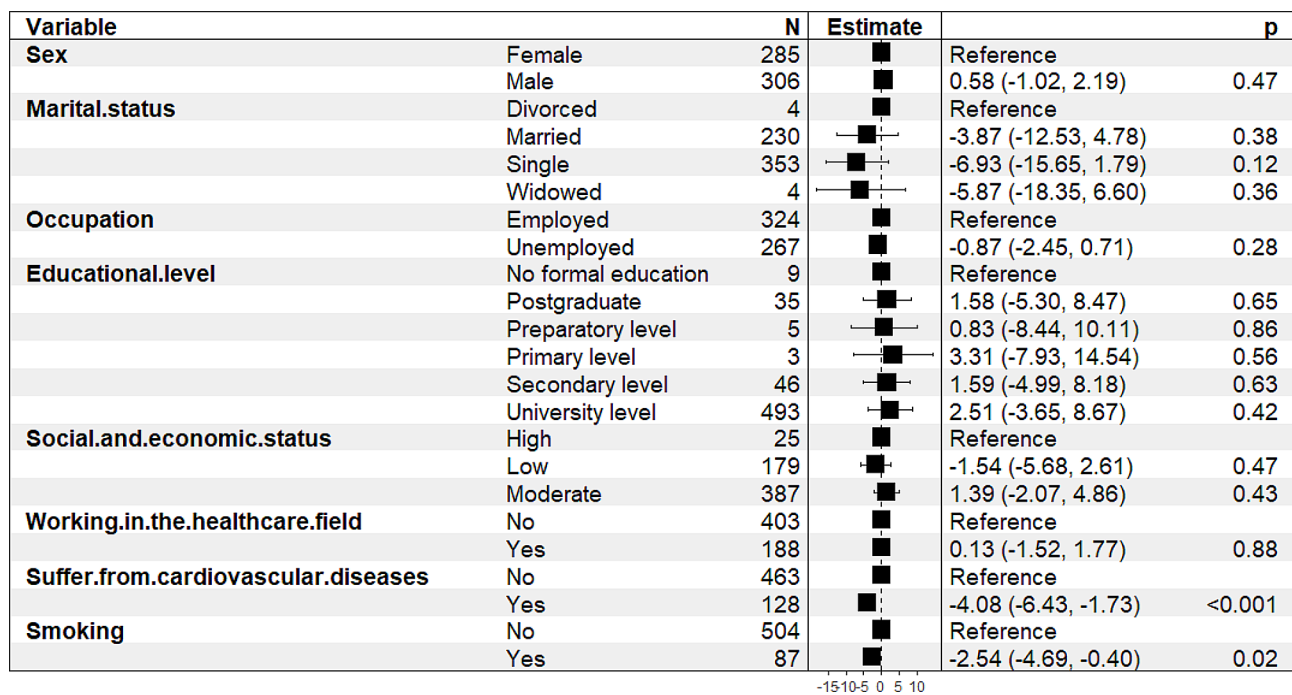 Variable N Estimate p
Sex Female 285 Reference
Male 306 0.58 (-1.02, 2.19) 0.47
Marital.status Divorced 4 Reference
Married 230 -3.87 (-12.53, 4.78) 0.38
Single 353 -6.93 (-15.65, 1.79) 0.12
Widowed 4 -5.87 (-18.35, 6.60) 0.36
Occupation Employed 324 Reference
Unemployed 267 -0.87 (-2.45, 0.71) 0.28
Educational.level No formal education 9 Reference
Postgraduate 35 1.58 (-5.30, 8.47) 0.65
Preparatory level 5 0.83 (-8.44, 10.11) 0.86
Primary level 3 3.31 (-7.93, 14.54) 0.56
Secondary level 46 1.59 (-4.99, 8.18) 0.63
University level 493 2.51 (-3.65, 8.67) 0.42
Social.and.economic.status High 25 Reference
Low 179 -1.54 (-5.68, 2.61) 0.47
Moderate 387 1.39 (-2.07, 4.86) 0.43
Working.in.the.healthcare.field No 403 Reference
Yes 188 0.13 (-1.52, 1.77) 0.88
Suffer.from.cardiovascular.diseases No 463 Reference
Yes 128 -4.08 (-6.43, -1.73) <0.001
Smoking No 504 Reference
Yes 87 -2.54 (-4.69, -0.40) 0.02
-15 -10 -5 0 5 10